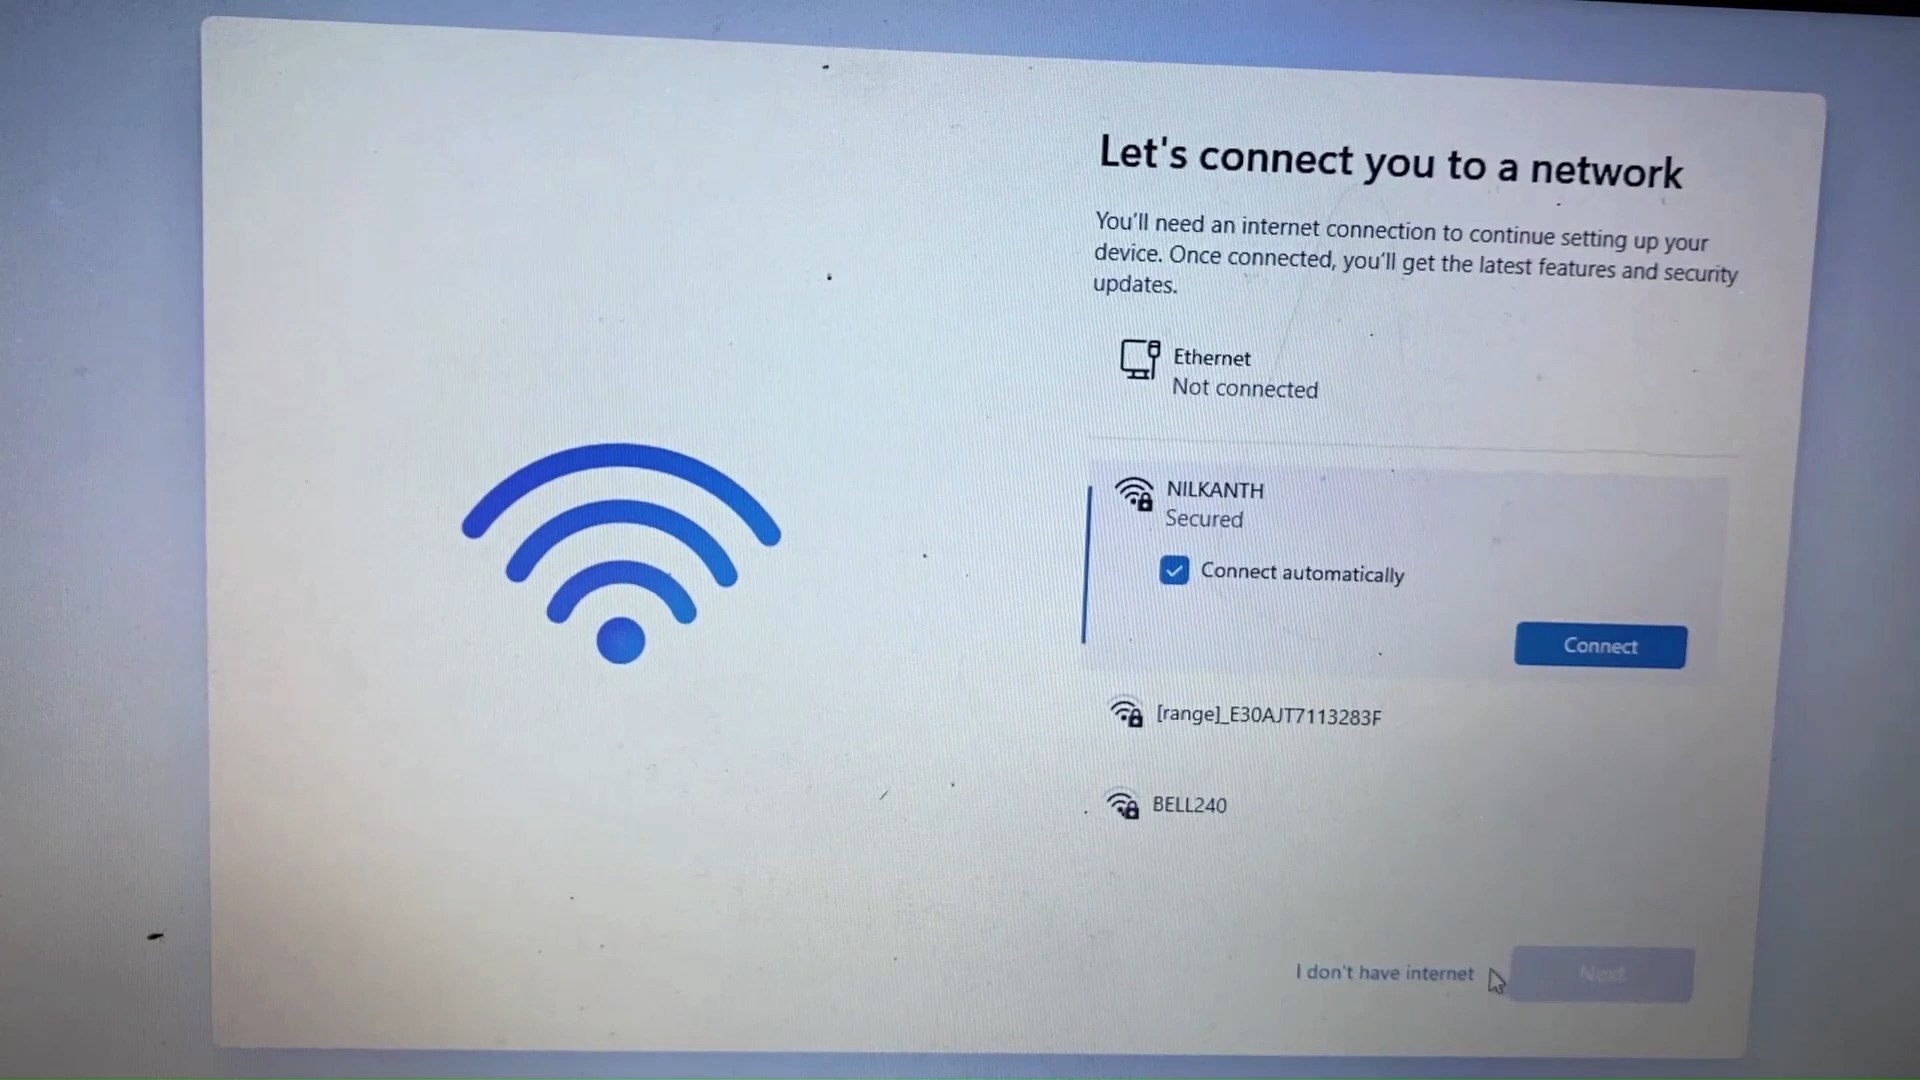 Let's connect you to a network
You'll need an internet connection to continue setting up your
device. Once connected, you'll get the latest features and security
updates.
Ethernet
Not connected
NILKANTH
Secured
Connect automatically
Connect
[range]_E30AJT7113283F
BELL240
I don't have internet
Next